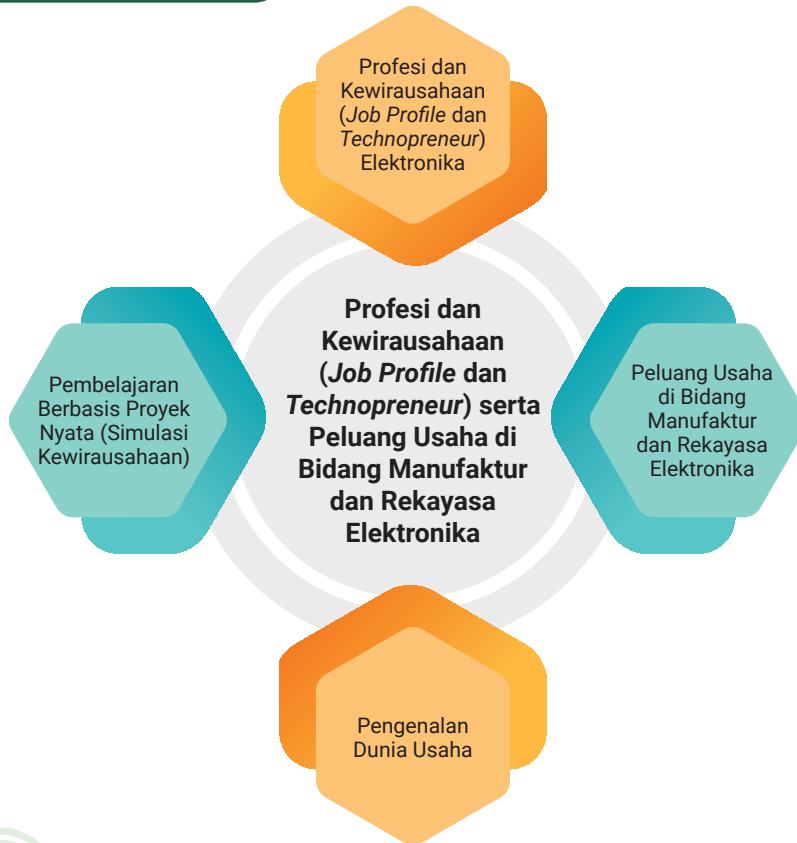 Profesi dan
Kewirausahaan
(Job Profile dan
Technopreneur)
Elektronika
Profesi dan
Kewirausahaan
(Job Profile dan
Technopreneur) serta
Peluang Usaha di
Bidang Manufaktur
dan Rekayasa
Elektronika
Pembelajaran
Berbasis Proyek
Nyata (Simulasi
Kewirausahaan)
Peluang Usaha
di Bidang
Manufaktur
dan Rekayasa
Elektronika
Pengenalan
Dunia Usaha